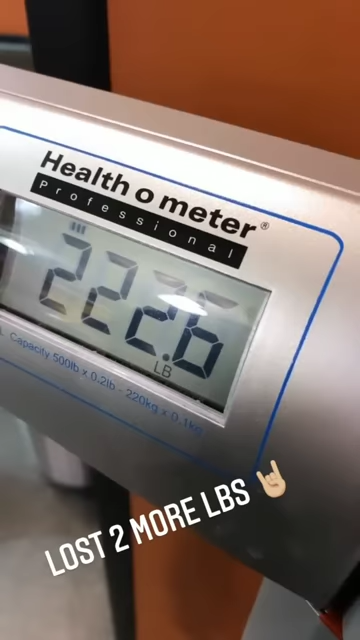 Health o meter®
Professional
222.6
LB
Capacity 500lb x 0.2lb - 220kg x 0.1kg
LOST 2 MORE LBS 🤘🏼